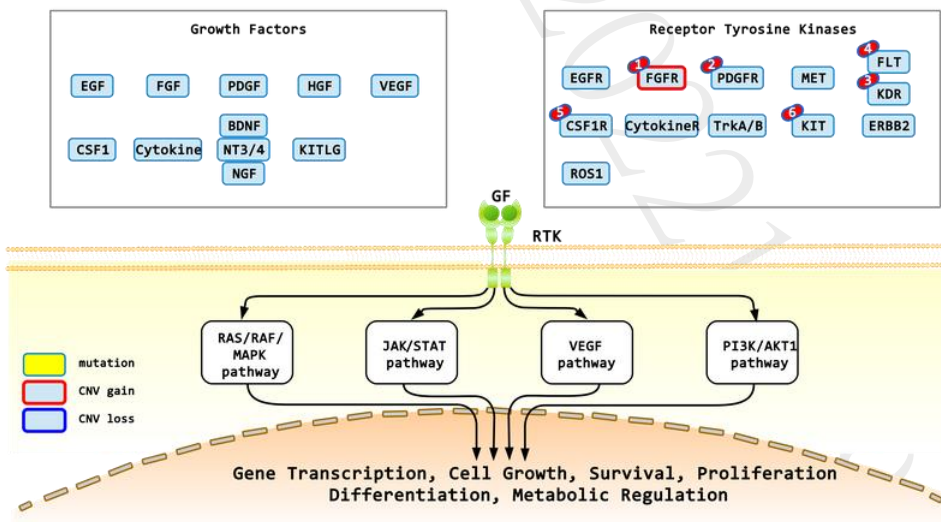 Growth Factors
EGF
FGF
PDGF
HGF
VEGF
BDNF
CSF1
Cytokine
NT3/4
KITLG
NGF
Receptor Tyrosine Kinases
EGFR
1
FGFR
2
PDGFR
MET
4
FLT
3
KDR
5
CSF1R
CytokineR
TrkA/B
6
KIT
ERBB2
ROS1
GF
RTK
RAS/RAF/
MAPK
pathway
JAK/STAT
pathway
VEGF
pathway
PI3K/AKT1
pathway
mutation
CNV gain
CNV loss
Gene Transcription, Cell Growth, Survival, Proliferation
Differentiation, Metabolic Regulation